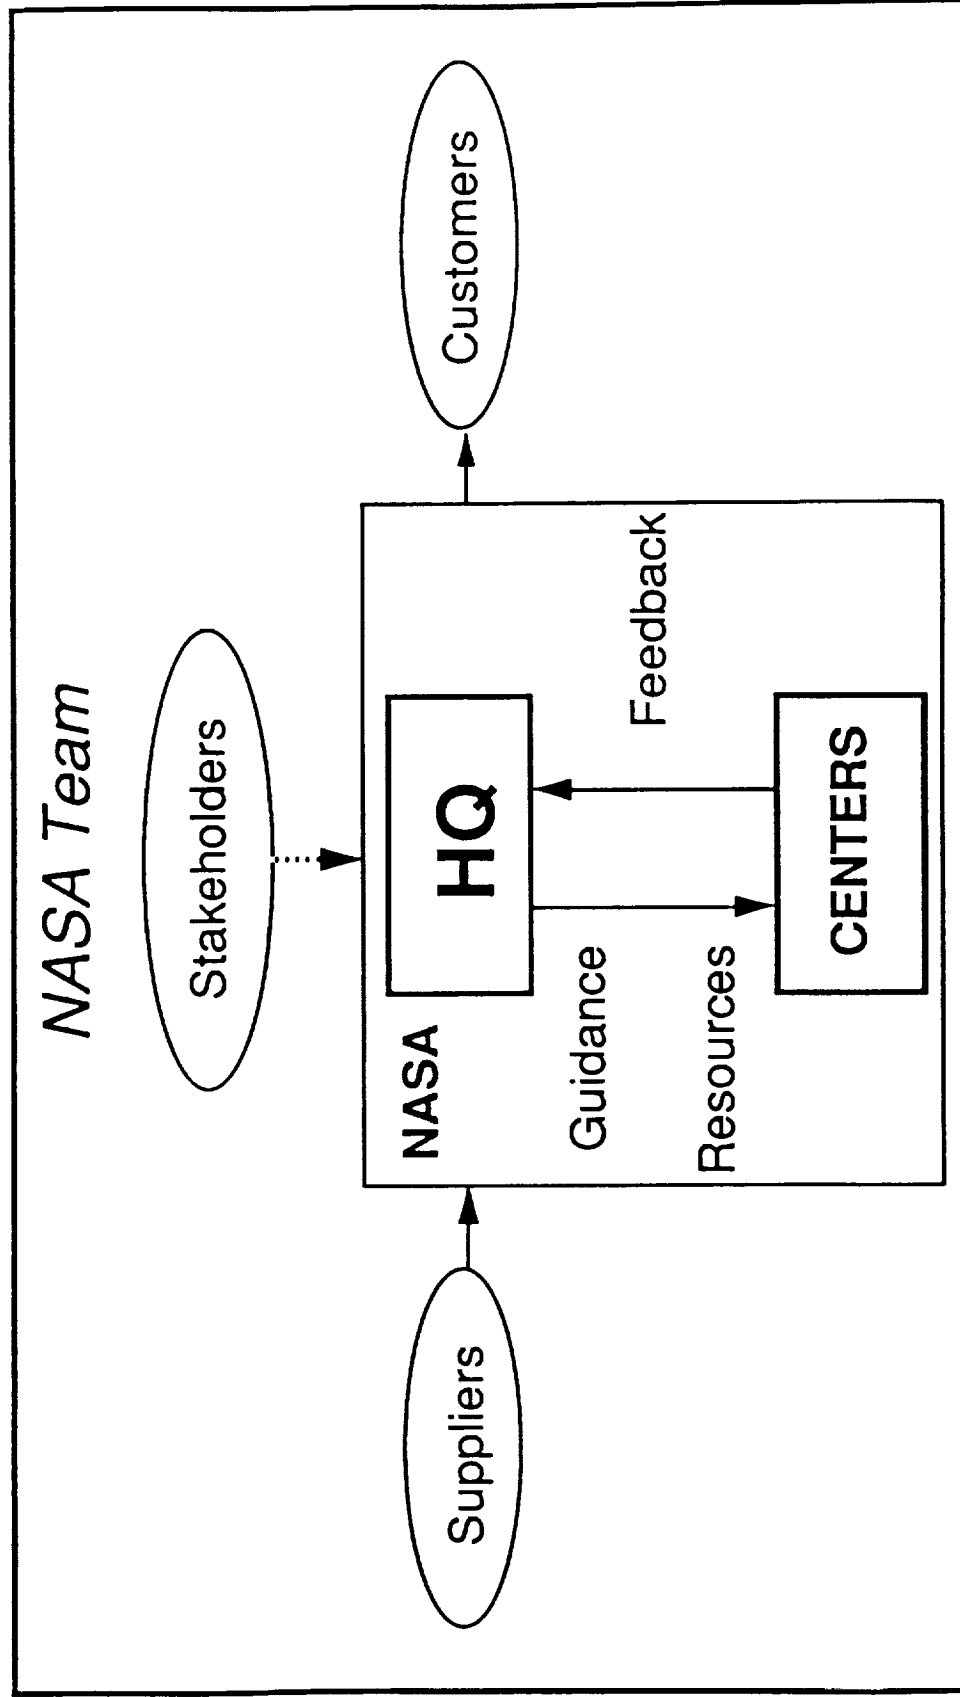 NASA Team
Stakeholders
Suppliers
NASA
HQ
Customers
Guidance
Resources
Feedback
CENTERS